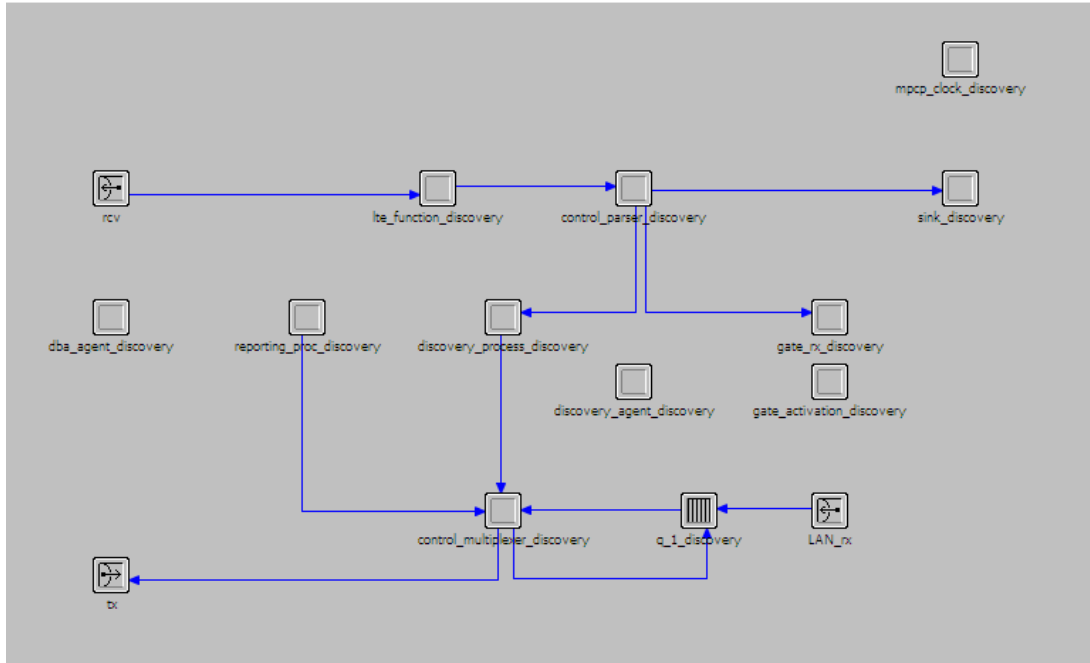 mpcp_clock_discovery
rcv
lte_function_discovery
control_parser_discovery
sink_discovery
dba_agent_discovery
reporting_proc_discovery
discovery_process_discovery
gate_rx_discovery
discovery_agent_discovery
gate_activation_discovery
control_multiplexer_discovery
q_1_discovery
LAN_rx
tx